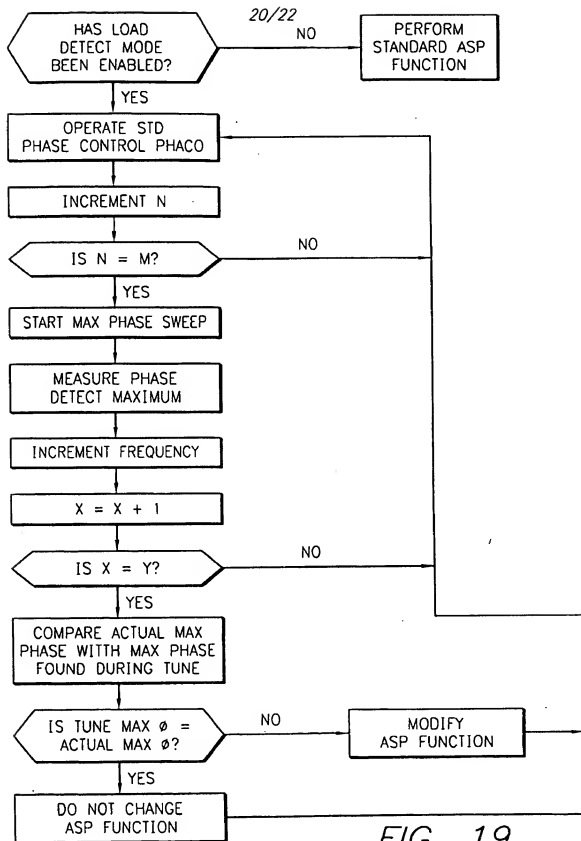 20/22
HAS LOAD
DETECT MODE
BEEN ENABLED?
NO
PERFORM
STANDARD ASP
FUNCTION
YES
OPERATE STD
PHASE CONTROL PHACO
INCREMENT N
IS N = M?
NO
YES
START MAX PHASE SWEEP
MEASURE PHASE
DETECT MAXIMUM
INCREMENT FREQUENCY
X = X + 1
IS X = Y?
NO
YES
COMPARE ACTUAL MAX
PHASE WITTH MAX PHASE
FOUND DURING TUNE
IS TUNE MAX ø =
ACTUAL MAX ø?
NO
MODIFY
ASP FUNCTION
YES
DO NOT CHANGE
ASP FUNCTION
FIG. 19